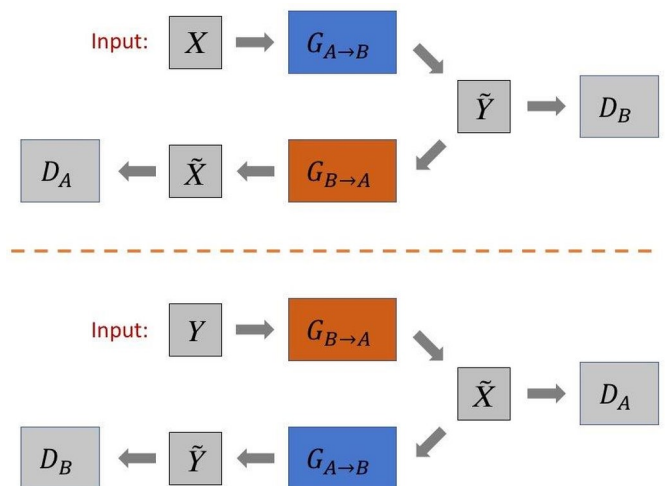 Input: X G_{A→B}
Ỹ D_B
D_A X̃ G_{B→A}
Input: Y G_{B→A}
X̃ D_A
D_B Ỹ G_{A→B}